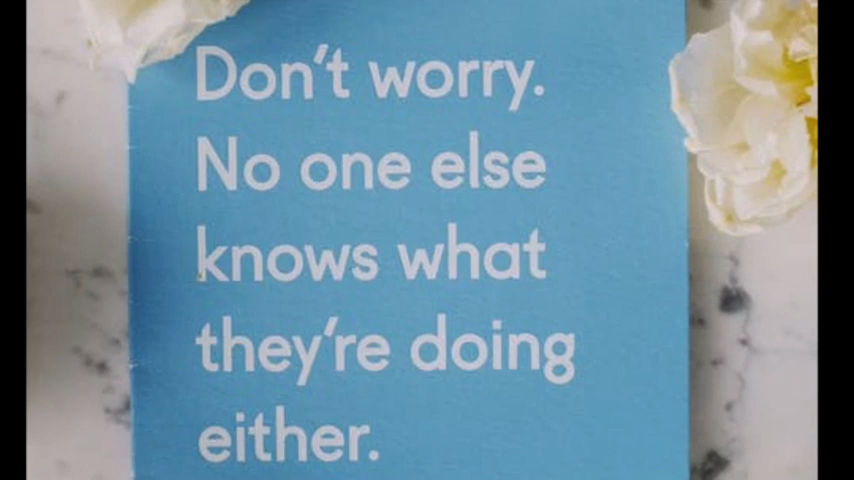 Don't worry.
No one else
knows what
they're doing
either.